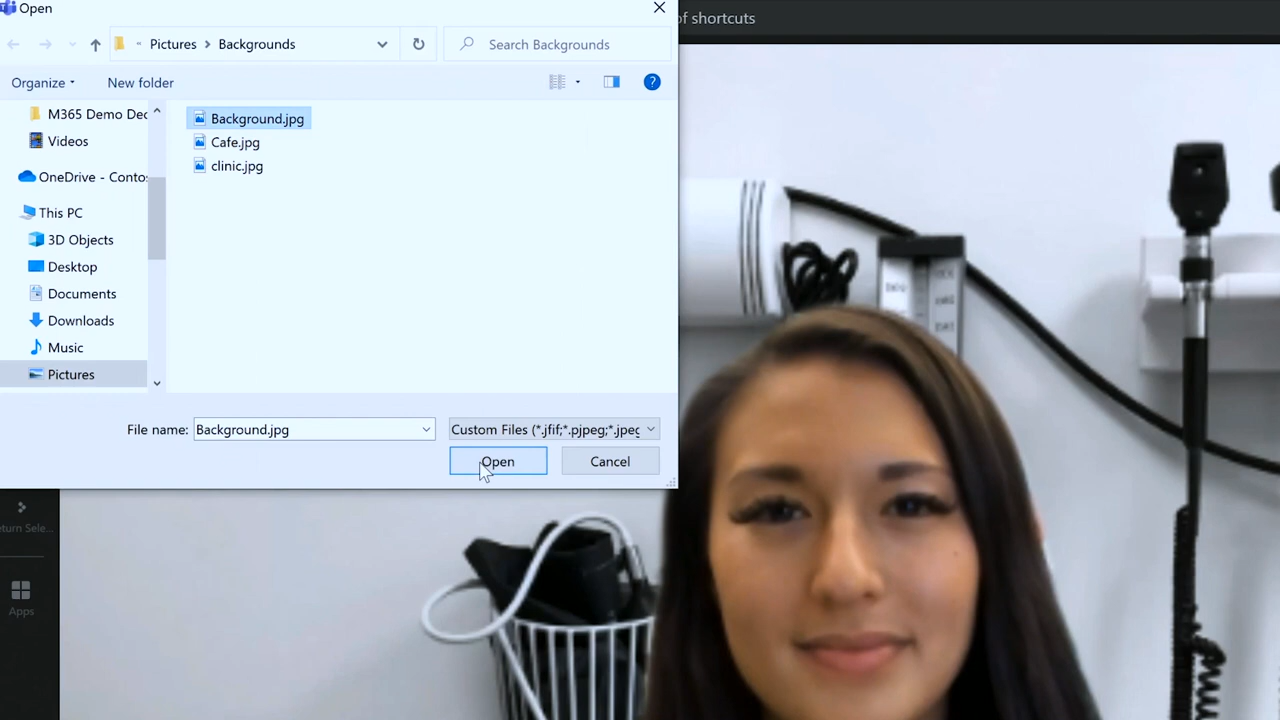 Open
of shortcuts
Pictures > Backgrounds
Search Backgrounds
Organize
New folder
?
M365 Demo Dec
Videos
OneDrive - Conto
This PC
3D Objects
Desktop
Documents
Downloads
Music
Pictures
Background.jpg
Cafe.jpg
clinic.jpg
File name: Background.jpg
Custom Files (*.jfif;*.pjpeg;*.jpeg
Open
Cancel
eturn Sele...
Apps